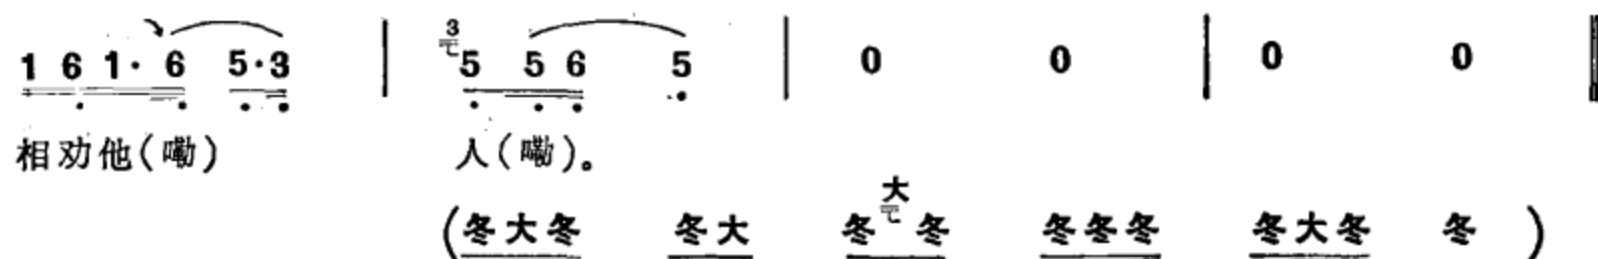 1 6 1· 6 5·3 | 3 5 5 6 5 | 0 0 | 0 0 ‖
相劝他(嘞) 人(嘞)。
(冬大冬 冬大 冬大冬 冬冬冬 冬大冬 冬)